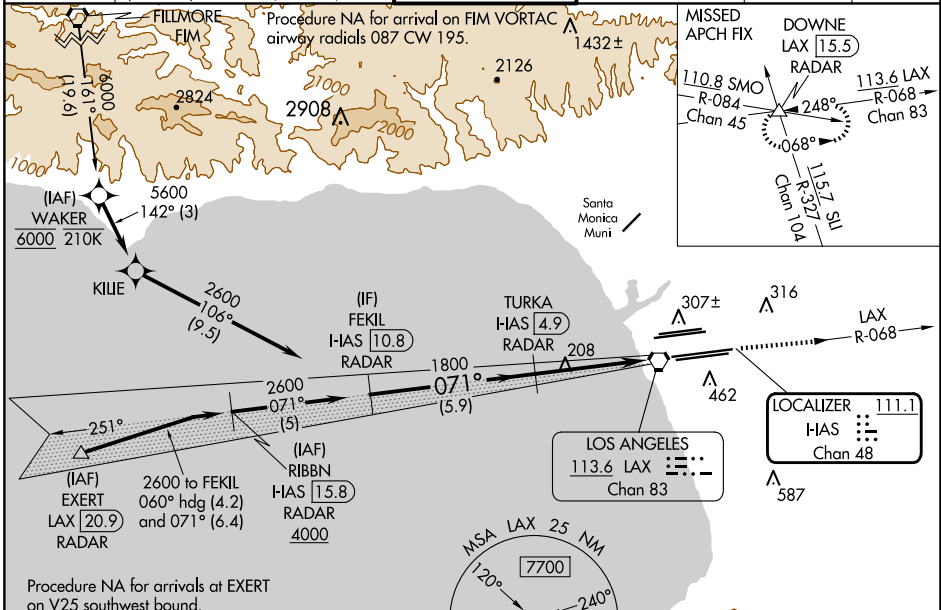 FILLMORE
FIM
Procedure NA for arrival on FIM VORTAC
airway radials 087 CW 195.
1432±
2126
1000
2824
2908
2000
1000
6000
161°
(19.6)
MISSED
APCH FIX
DOWNE
LAX 15.5
RADAR
110.8 SMO
R-084
Chan 45
113.6 LAX
R-068
Chan 83
248°
068°
115.7 SLI
R-327
Chan 104
(IAF)
WAKER
6000 210K
5600
142° (3)
KILIE
2600
106°
(9.5)
Santa
Monica
Muni
(IF)
FEKIL
I-IAS 10.8
RADAR
TURKA
I-IAS 4.9
RADAR
307±
316
LAX
R-068
208
1800
071°
(5.9)
2600
071°
(5)
462
251°
(IAF)
EXERT
LAX 20.9
RADAR
2600 to FEKIL
060° hdg (4.2)
and 071° (6.4)
(IAF)
RIBBN
I-IAS 15.8
RADAR
4000
LOS ANGELES
113.6 LAX
Chan 83
LOCALIZER 111.1
I-IAS
Chan 48
587
MSA LAX 25 NM
7700
120°
240°
Procedure NA for arrivals at EXERT
on V25 southwest bound.